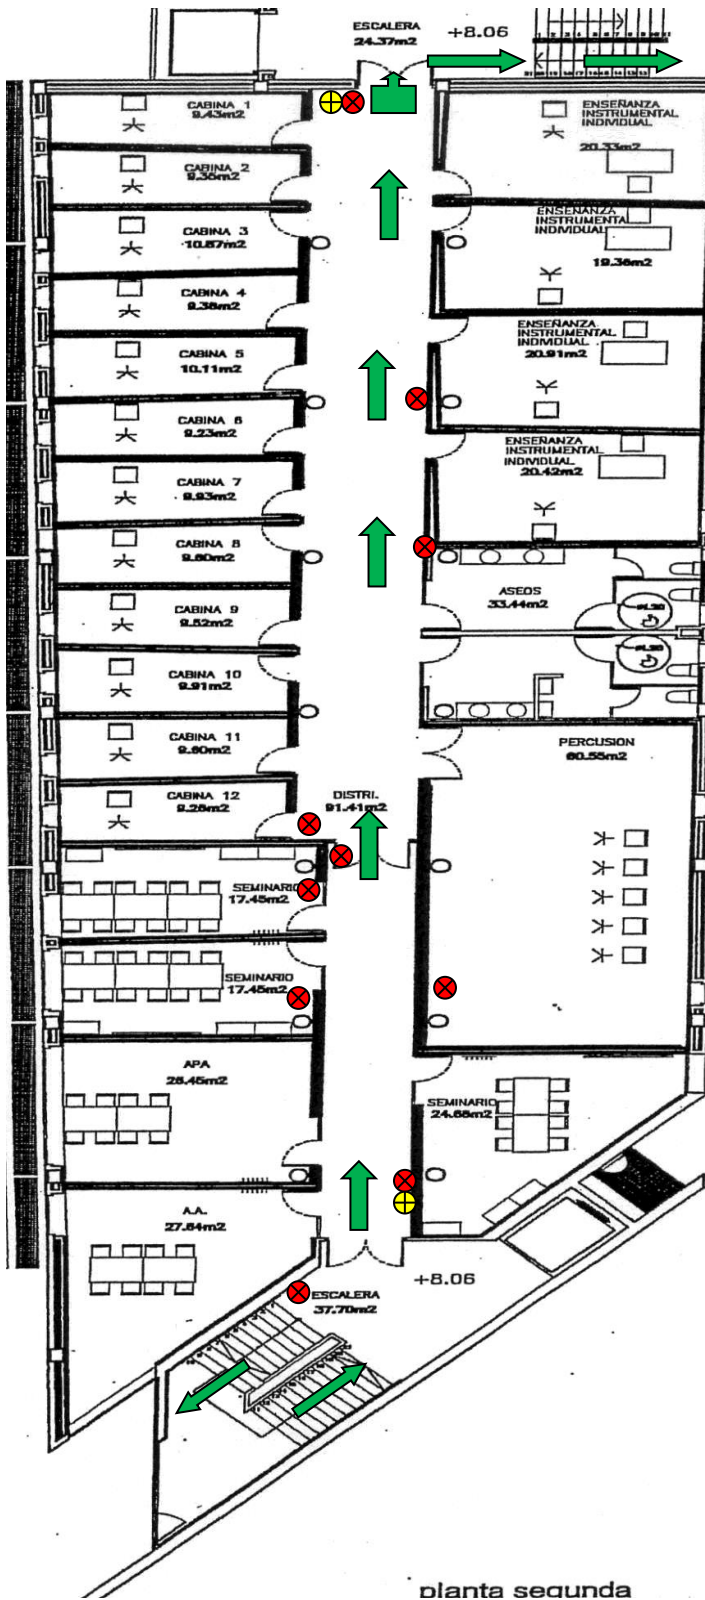 ESCALERA
24.37m2
+8.06
CABINA 1
9.43m2
ENSEÑANZA
INSTRUMENTAL
INDIVIDUAL
20.33m2
CABINA 2
9.35m2
ENSEÑANZA
INSTRUMENTAL
INDIVIDUAL
19.36m2
CABINA 3
10.87m2
CABINA 4
9.38m2
ENSEÑANZA
INSTRUMENTAL
INDIVIDUAL
20.91m2
CABINA 5
10.11m2
CABINA 6
9.23m2
ENSEÑANZA
INSTRUMENTAL
INDIVIDUAL
20.42m2
CABINA 7
9.93m2
CABINA 8
9.60m2
ASEOS
33.44m2
CABINA 9
9.52m2
CABINA 10
9.91m2
CABINA 11
9.60m2
PERCUSION
60.55m2
CABINA 12
9.26m2
DISTRI.
91.41m2
SEMINARIO
17.45m2
SEMINARIO
17.45m2
APA
26.45m2
SEMINARIO
24.68m2
A.A.
27.64m2
+8.06
ESCALERA
37.70m2
planta segunda